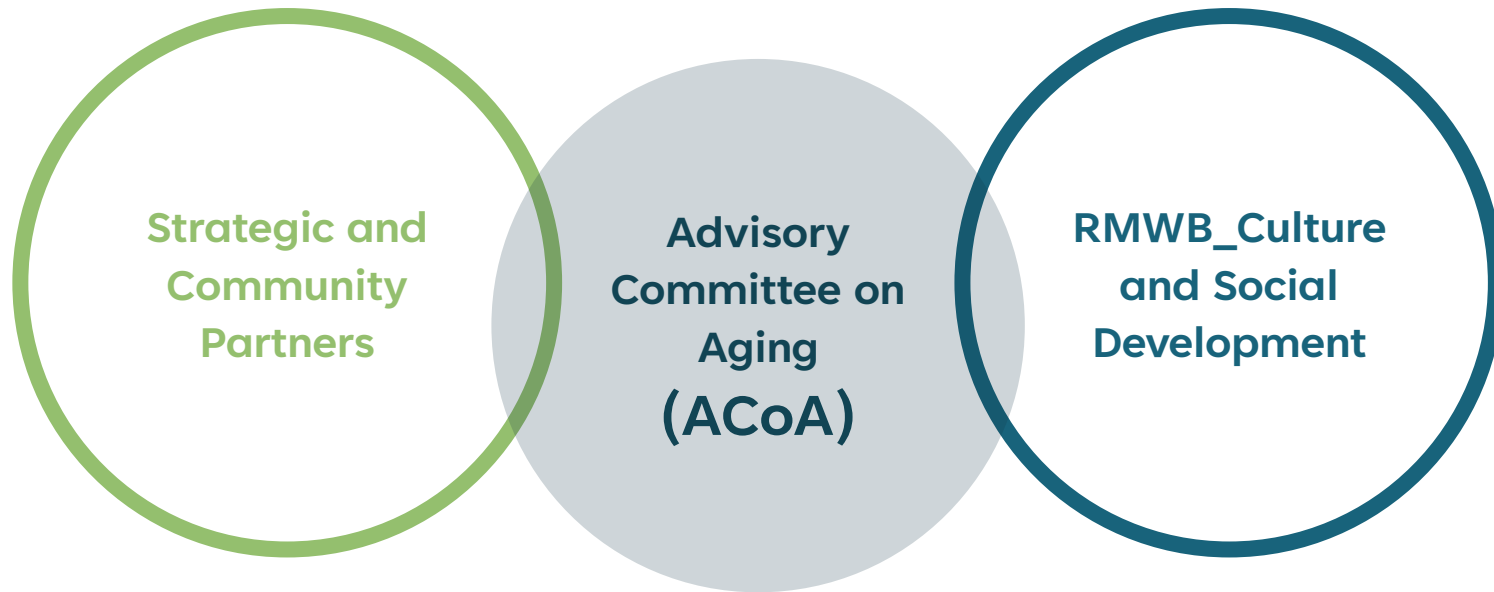 Strategic and
Community
Partners
Advisory
Committee on
Aging
(ACoA)
RMWB_Culture
and Social
Development